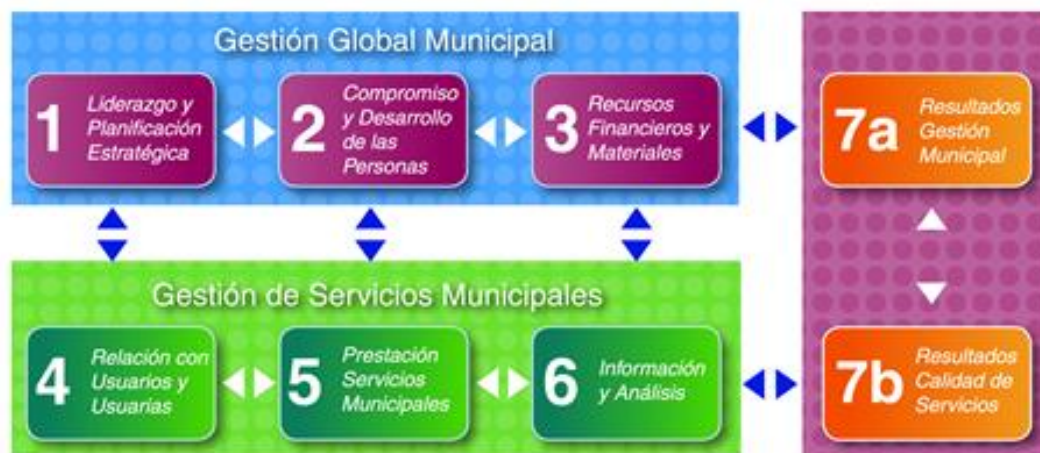 Gestión Global Municipal
1
Liderazgo y
Planificación
Estratégica
2
Compromiso
y Desarrollo
de las
Personas
3
Recursos
Financieros y
Materiales
7a
Resultados
Gestión
Municipal
Gestión de Servicios Municipales
4
Relación con
Usuarios y
Usuarias
5
Prestación
Servicios
Municipales
6
Información
y Análisis
7b
Resultados
Calidad de
Servicios